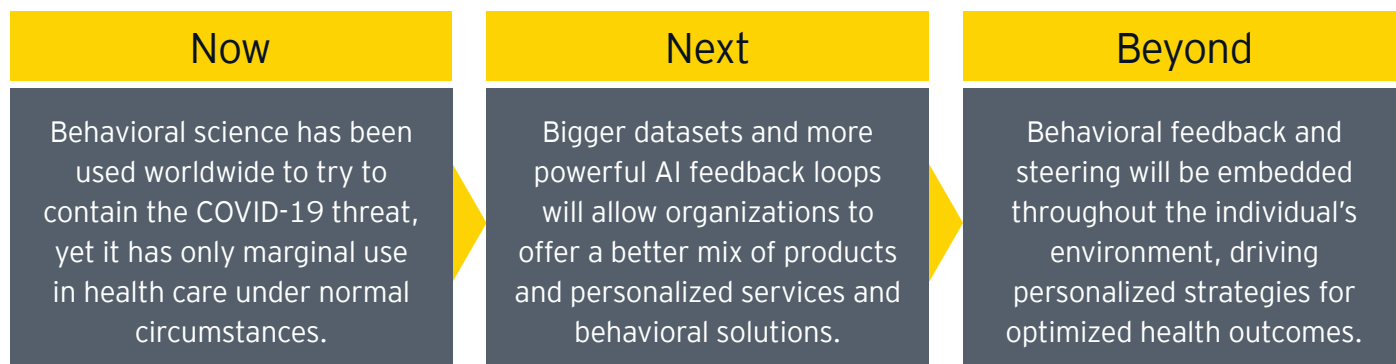 Now
Behavioral science has been
used worldwide to try to
contain the COVID-19 threat,
yet it has only marginal use
in health care under normal
circumstances.
Next
Bigger datasets and more
powerful AI feedback loops
will allow organizations to
offer a better mix of products
and personalized services and
behavioral solutions.
Beyond
Behavioral feedback and
steering will be embedded
throughout the individual’s
environment, driving
personalized strategies for
optimized health outcomes.